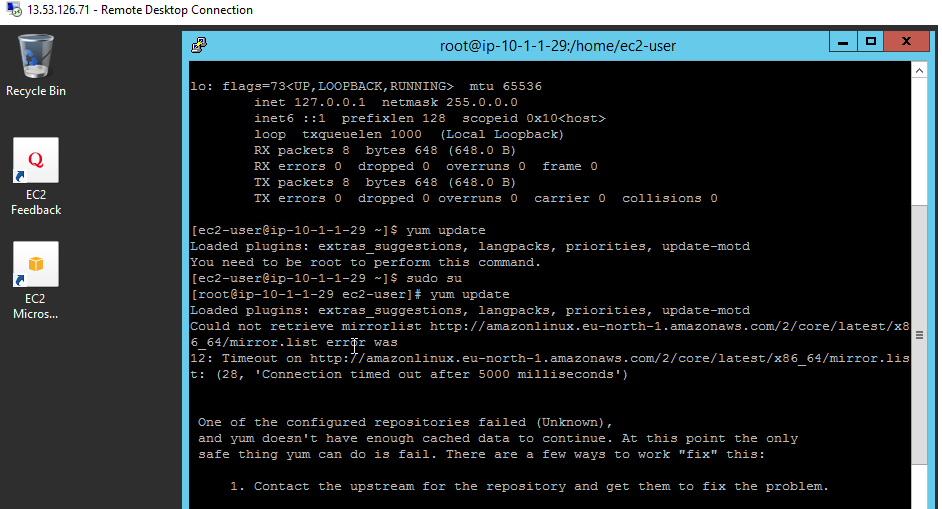 13.53.126.71 - Remote Desktop Connection
root@ip-10-1-1-29:/home/ec2-user
Recycle Bin
EC2
Feedback
EC2
Micros...
lo: flags=73<UP,LOOPBACK,RUNNING>  mtu 65536
        inet 127.0.0.1  netmask 255.0.0.0
        inet6 ::1  prefixlen 128  scopeid 0x10<host>
        loop  txqueuelen 1000  (Local Loopback)
        RX packets 8  bytes 648 (648.0 B)
        RX errors 0  dropped 0  overruns 0  frame 0
        TX packets 8  bytes 648 (648.0 B)
        TX errors 0  dropped 0 overruns 0  carrier 0  collisions 0
[ec2-user@ip-10-1-1-29 ~]$ yum update
Loaded plugins: extras_suggestions, langpacks, priorities, update-motd
You need to be root to perform this command.
[ec2-user@ip-10-1-1-29 ~]$ sudo su
[root@ip-10-1-1-29 ec2-user]# yum update
Loaded plugins: extras_suggestions, langpacks, priorities, update-motd
Could not retrieve mirrorlist http://amazonlinux.eu-north-1.amazonaws.com/2/core/latest/x8
6_64/mirror.list error was
12: Timeout on http://amazonlinux.eu-north-1.amazonaws.com/2/core/latest/x86_64/mirror.lis
t: (28, 'Connection timed out after 5000 milliseconds')
 One of the configured repositories failed (Unknown),
 and yum doesn't have enough cached data to continue. At this point the only
 safe thing yum can do is fail. There are a few ways to work "fix" this:
     1. Contact the upstream for the repository and get them to fix the problem.